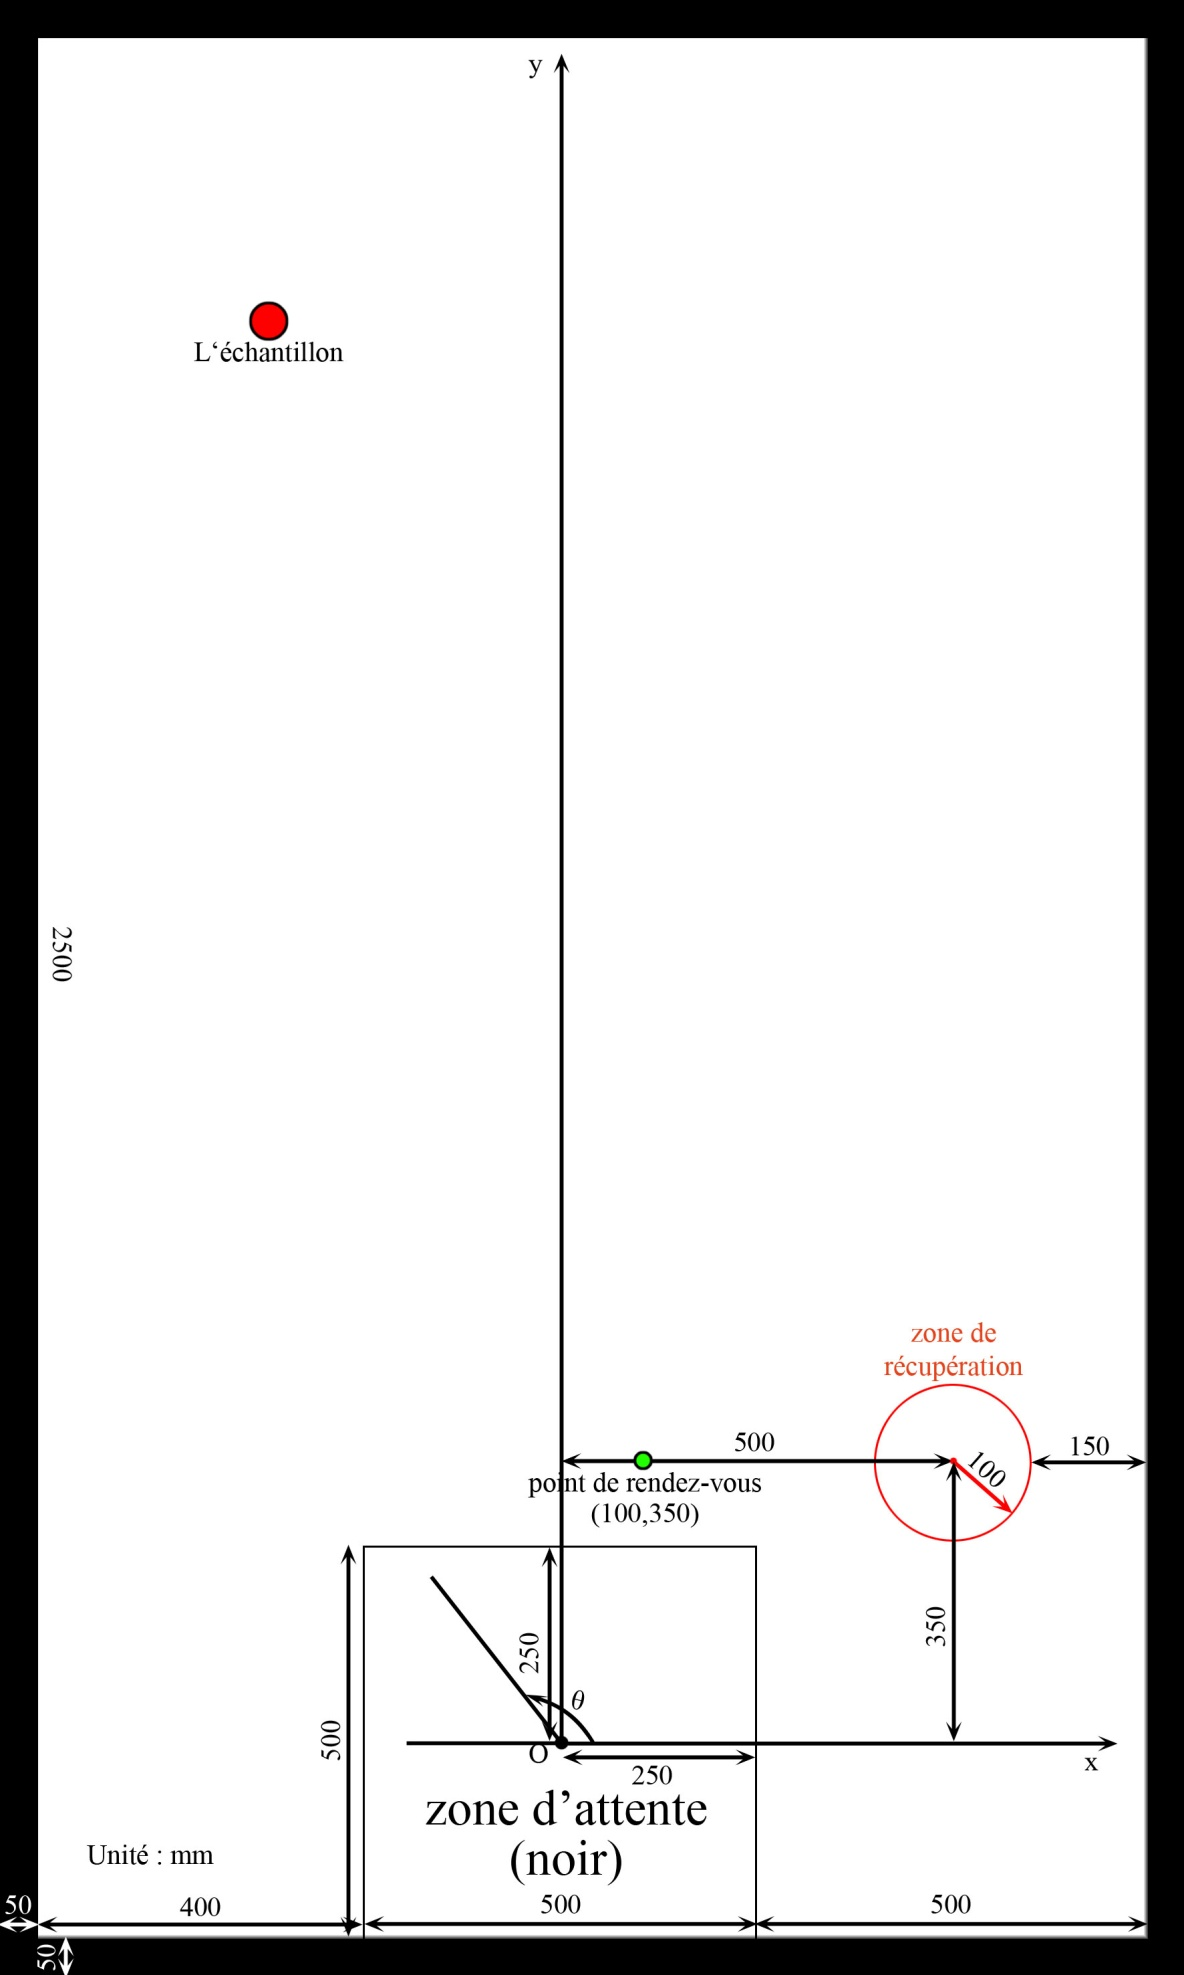 y
L‘échantillon
2500
zone de
récupération
500
150
100
point de rendez-vous
(100,350)
350
250
θ
500
O
x
250
zone d’attente
(noir)
Unité : mm
50
400
500
500
50